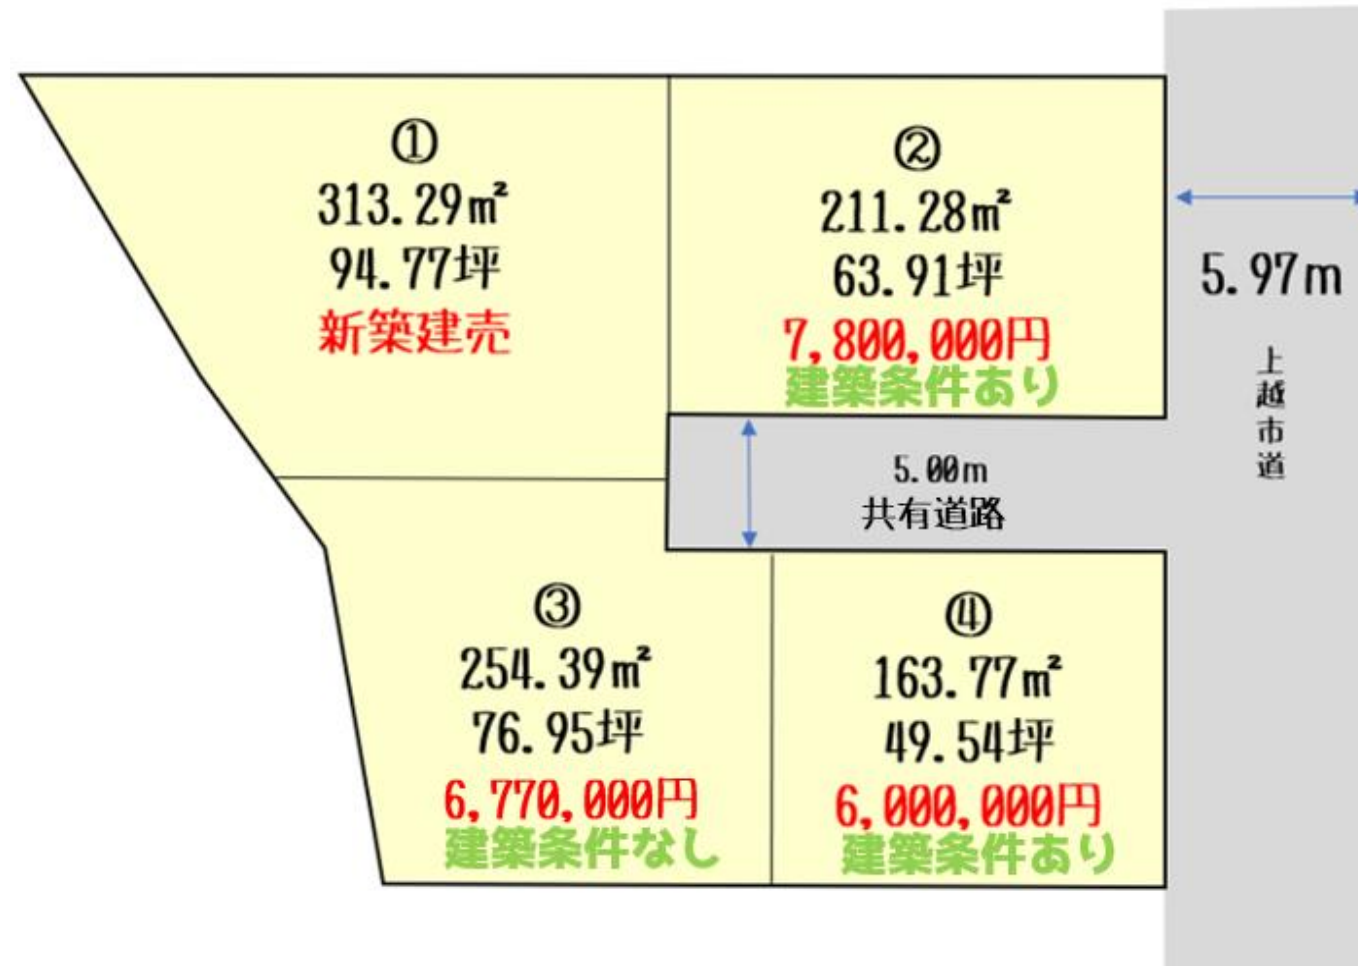 ①
313.29㎡
94.77坪
新築建売
②
211.28㎡
63.91坪
7,800,000円
建築条件あり
5.97m
上越市道
5.00m
共有道路
③
254.39㎡
76.95坪
6,770,000円
建築条件なし
④
163.77㎡
49.54坪
6,000,000円
建築条件あり